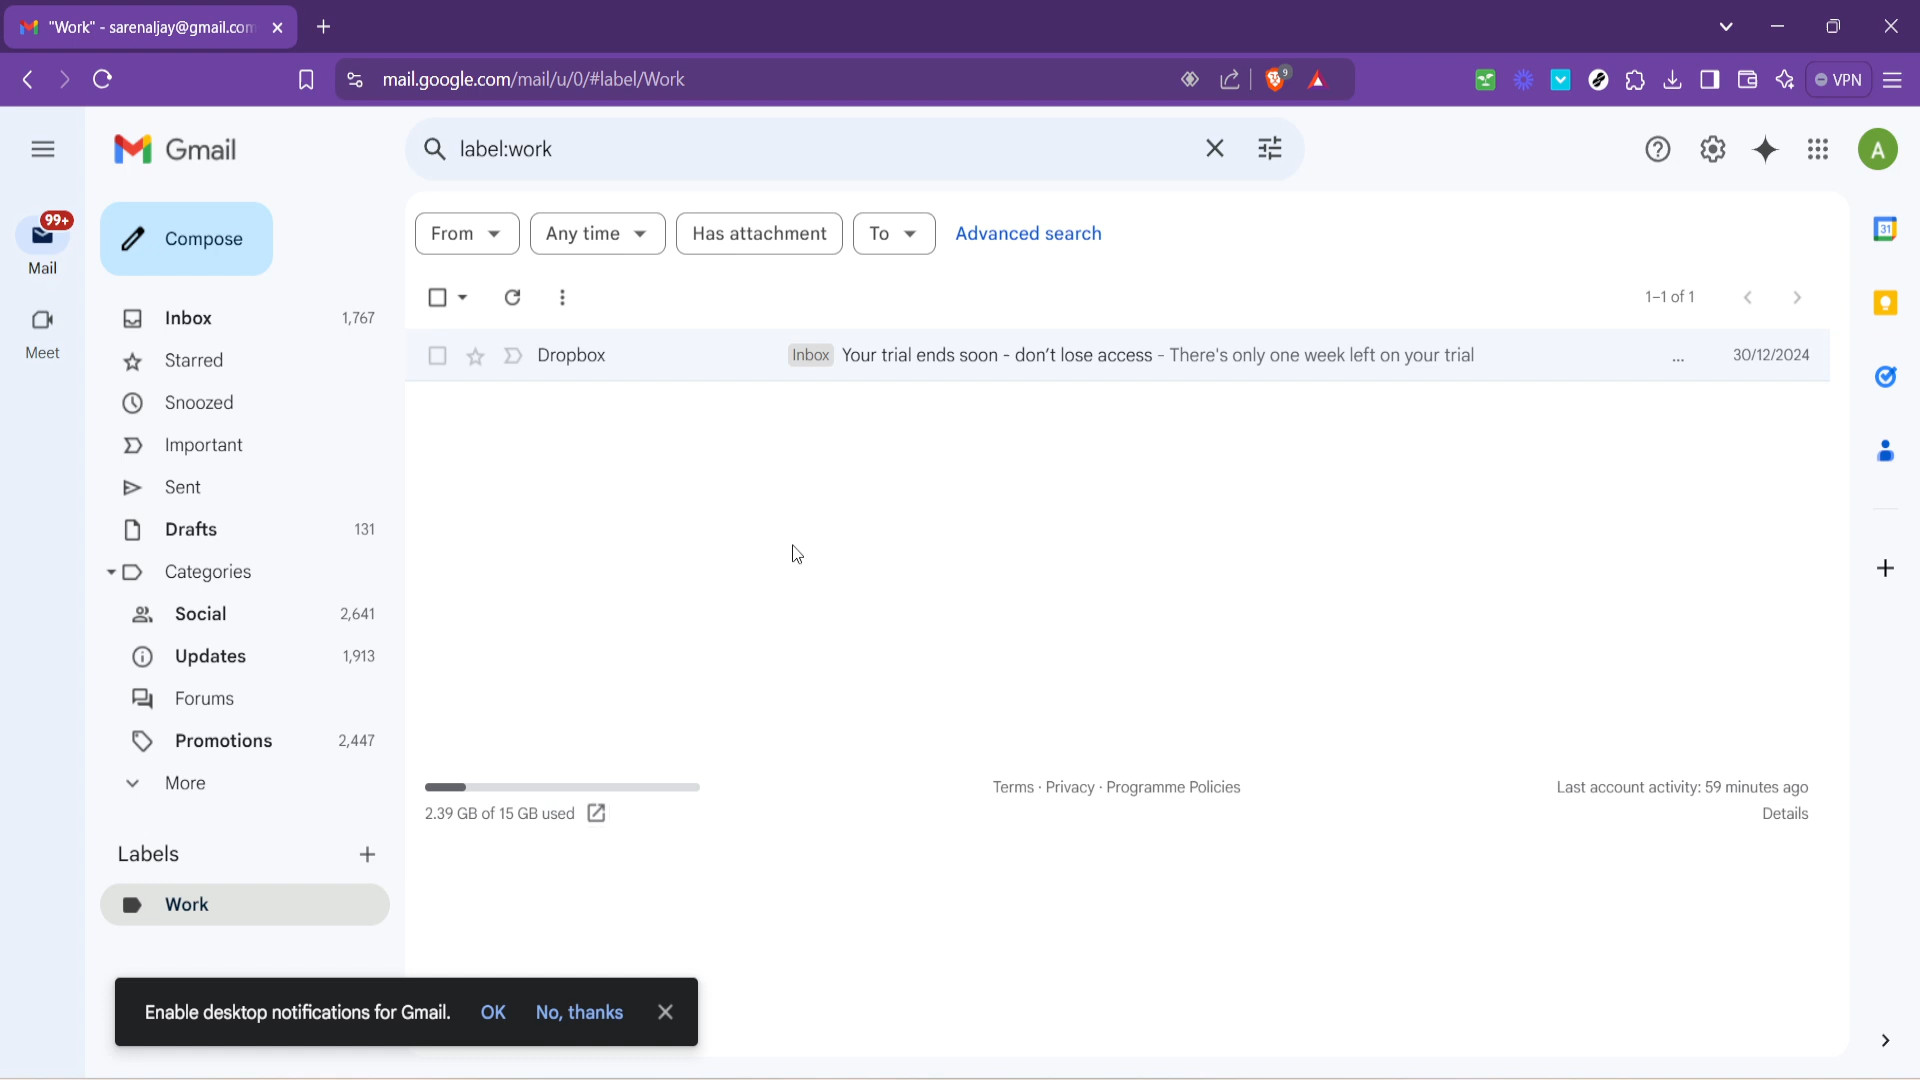 "Work" - sarenaljay@gmail.com
mail.google.com/mail/u/0/#label/Work
9
VPN
Gmail
label:work
A
99+
Mail
Meet
Compose
Inbox 1,767
Starred
Snoozed
Important
Sent
Drafts 131
Categories
Social 2,641
Updates 1,913
Forums
Promotions 2,447
More
Labels
Work
From
Any time
Has attachment
To
Advanced search
1–1 of 1
Dropbox Inbox Your trial ends soon - don’t lose access - There's only one week left on your trial ... 30/12/2024
2.39 GB of 15 GB used
Terms · Privacy · Programme Policies
Last account activity: 59 minutes ago
Details
31
Enable desktop notifications for Gmail. OK No, thanks